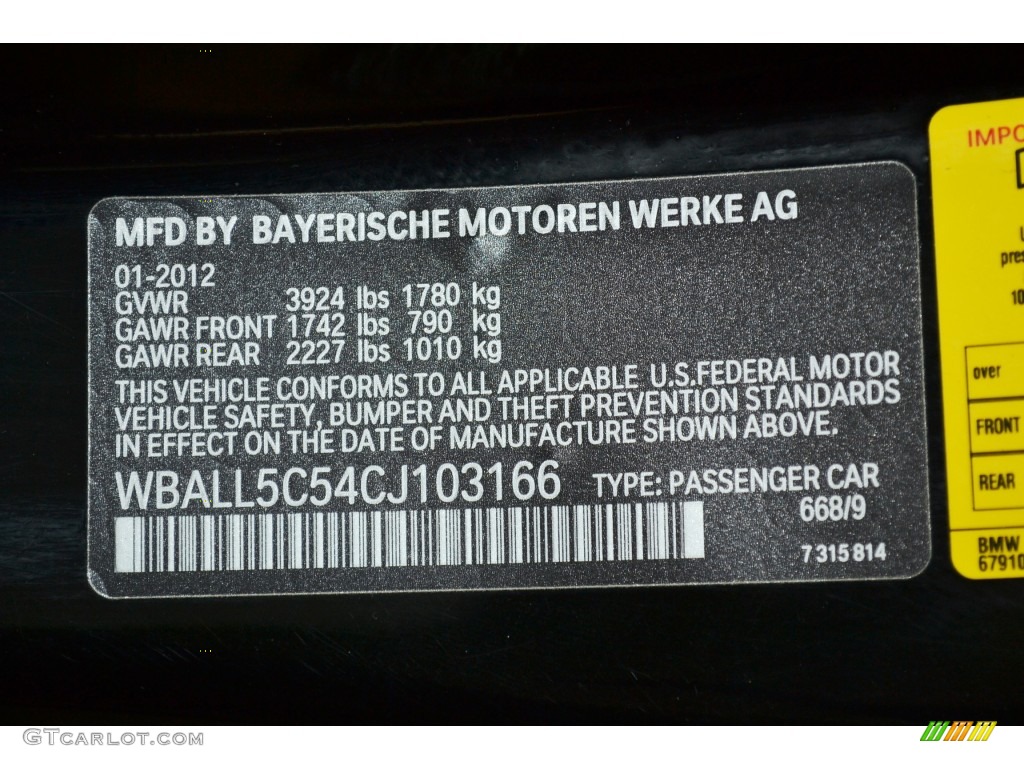 MFD BY BAYERISCHE MOTOREN WERKE AG
01-2012
GVWR 3924 lbs 1780 kg
GAWR FRONT 1742 lbs 790 kg
GAWR REAR 2227 lbs 1010 kg
THIS VEHICLE CONFORMS TO ALL APPLICABLE U.S.FEDERAL MOTOR
VEHICLE SAFETY, BUMPER AND THEFT PREVENTION STANDARDS
IN EFFECT ON THE DATE OF MANUFACTURE SHOWN ABOVE.
WBALL5C54CJ103166 TYPE: PASSENGER CAR
668/9
7 315 814
over
FRONT
REAR
BMW
67910
GTCarLot.com